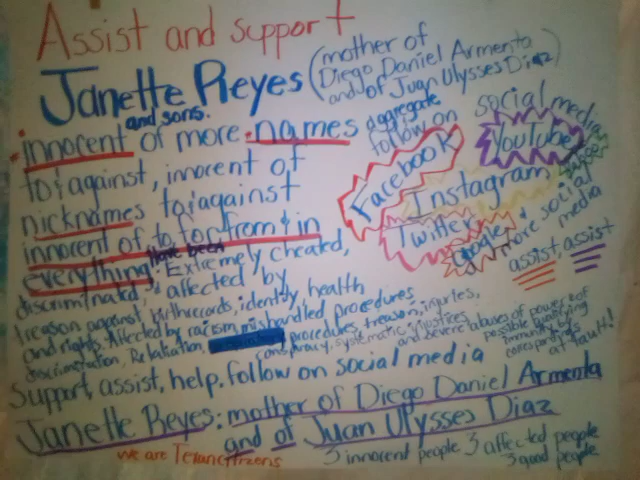 Assist and support
Janette Reyes (mother of
Diego Daniel Armenta
and of Juan Ulysses Diaz)
and sons.
innocent of more names
aggregate
follow on
social media
to/against, innocent of
Facebook
YouTube
nicknames to/against
Instagram
innocent of to for from + in
Twitter
Google +
more social
media
everything! have been Extremely cheated,
assist, assist
discriminated, affected by
treason against, birthrecords, identity, health
and rights. Affected by racism, mishandled procedures
discrimination, Retaliation, procedures, treason, injuries,
conspiracy, systematic injustices
and severe abuses of power + of
possible underlying
immunity by
at fault!
Support, assist, help, follow on social media
Janette Reyes: mother of Diego Daniel Armenta
and of Juan Ulysses Diaz
we are Texan citizens
3 innocent people 3 affected people
3 good people